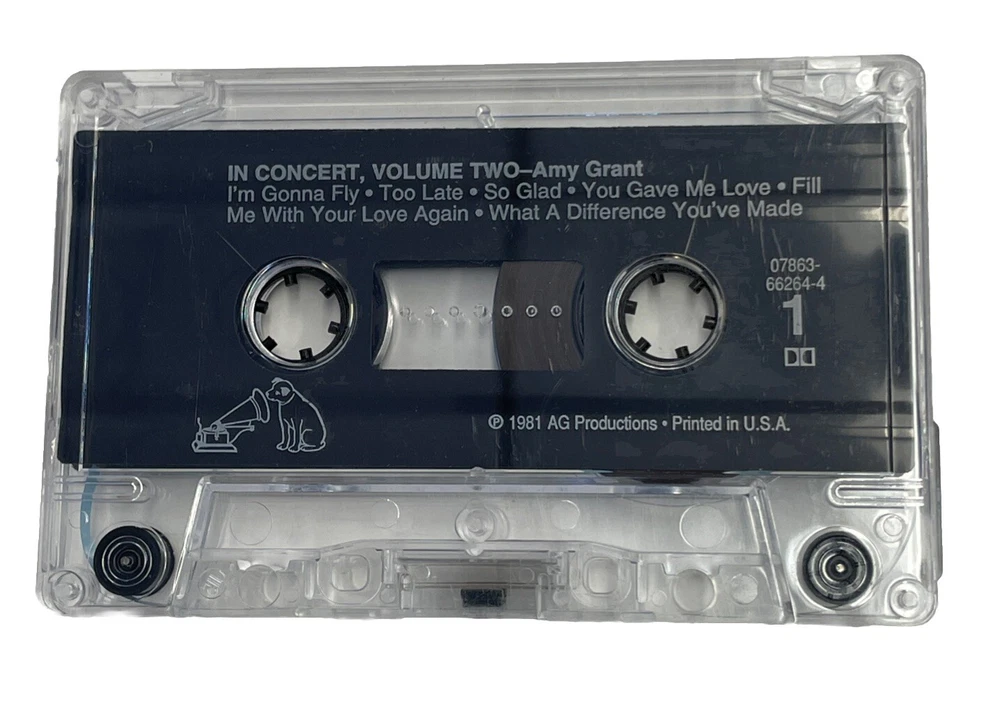 IN CONCERT, VOLUME TWO–Amy Grant
I'm Gonna Fly • Too Late • So Glad • You Gave Me Love • Fill
Me With Your Love Again • What A Difference You've Made
07863-
66264-4
1
℗ 1981 AG Productions • Printed in U.S.A.